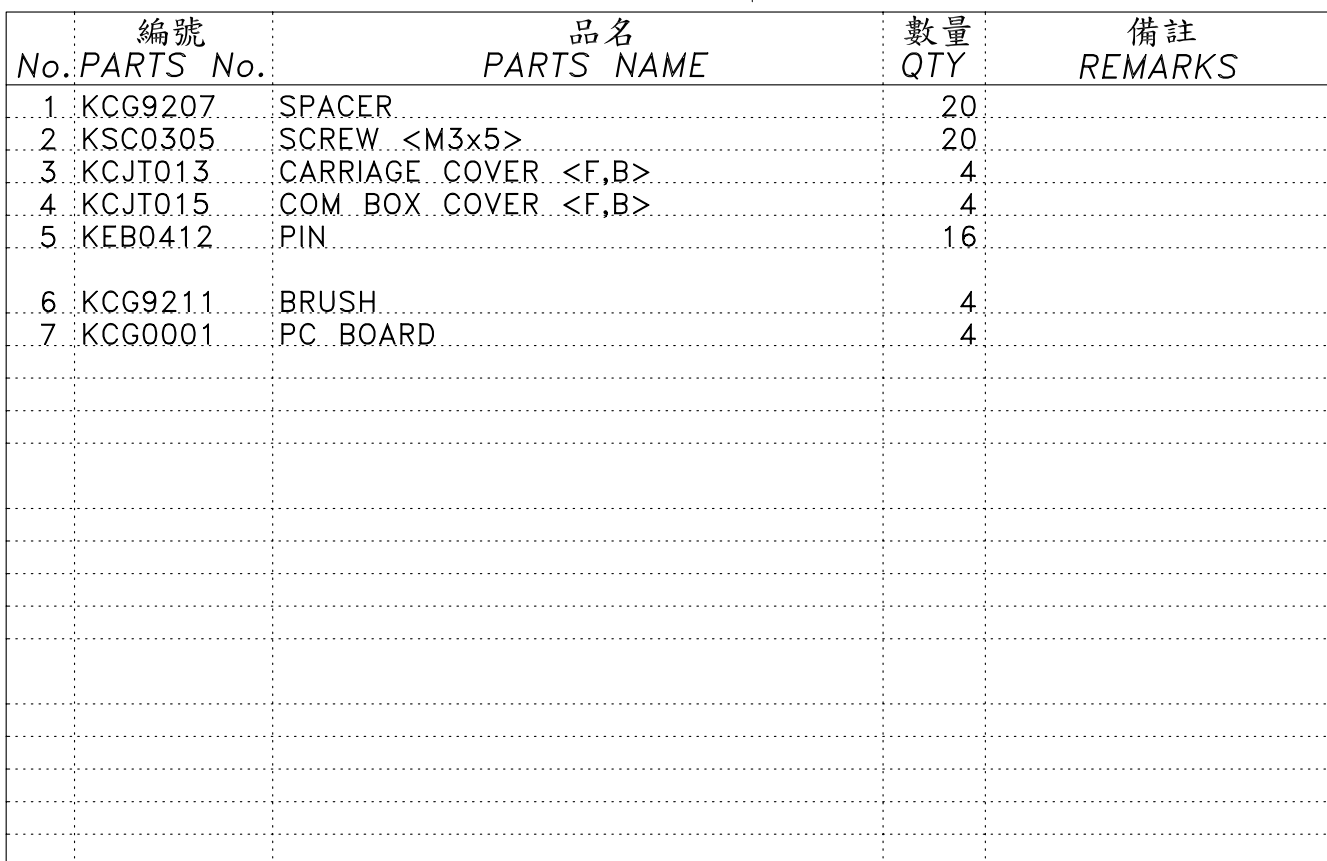 編號 品名 數量 備註
No. PARTS No. PARTS NAME QTY REMARKS
1 KCG9207 SPACER 20
2 KSC0305 SCREW <M3x5> 20
3 KCJT013 CARRIAGE COVER <F,B> 4
4 KCJT015 COM BOX COVER <F,B> 4
5 KEB0412 PIN 16
6 KCG9211 BRUSH 4
7 KCG0001 PC BOARD 4